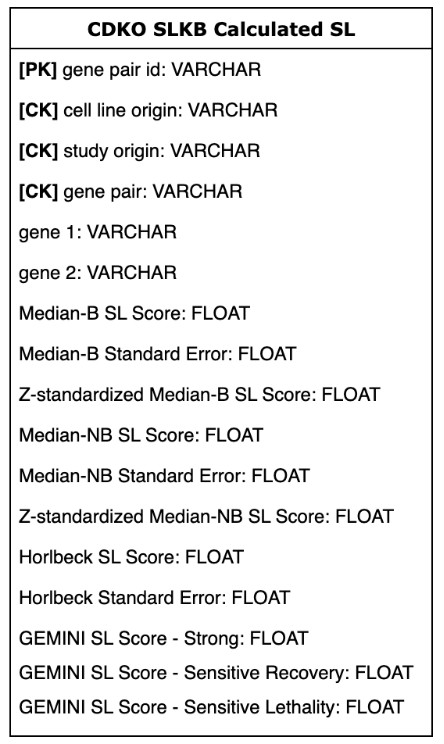 CDKO SLKB Calculated SL
[PK] gene pair id: VARCHAR
[CK] cell line origin: VARCHAR
[CK] study origin: VARCHAR
[CK] gene pair: VARCHAR
gene 1: VARCHAR
gene 2: VARCHAR
Median-B SL Score: FLOAT
Median-B Standard Error: FLOAT
Z-standardized Median-B SL Score: FLOAT
Median-NB SL Score: FLOAT
Median-NB Standard Error: FLOAT
Z-standardized Median-NB SL Score: FLOAT
Horlbeck SL Score: FLOAT
Horlbeck Standard Error: FLOAT
GEMINI SL Score - Strong: FLOAT
GEMINI SL Score - Sensitive Recovery: FLOAT
GEMINI SL Score - Sensitive Lethality: FLOAT